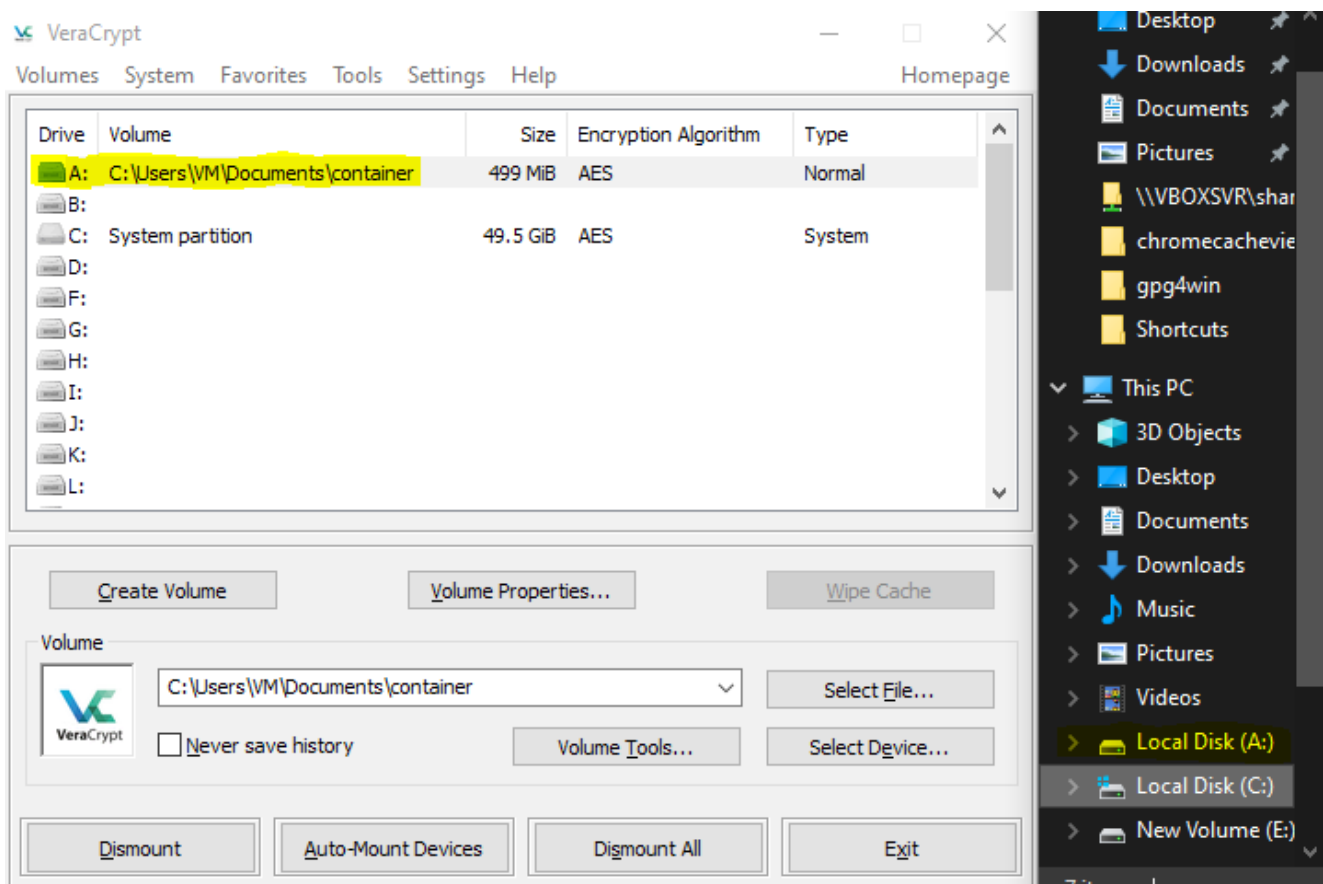 VeraCrypt
Volumes System Favorites Tools Settings Help Homepage
Drive Volume Size Encryption Algorithm Type
A: C:\Users\VM\Documents\container 499 MiB AES Normal
B:
C: System partition 49.5 GiB AES System
D:
F:
G:
H:
I:
J:
K:
L:
Create Volume Volume Properties... Wipe Cache
Volume
VeraCrypt
C:\Users\VM\Documents\container Select File...
Never save history Volume Tools... Select Device...
Dismount Auto-Mount Devices Dismount All Exit
Desktop
Downloads
Documents
Pictures
\\VBOXSVR\shar
chromecachevie
gpg4win
Shortcuts
This PC
3D Objects
Desktop
Documents
Downloads
Music
Pictures
Videos
Local Disk (A:)
Local Disk (C:)
New Volume (E:)